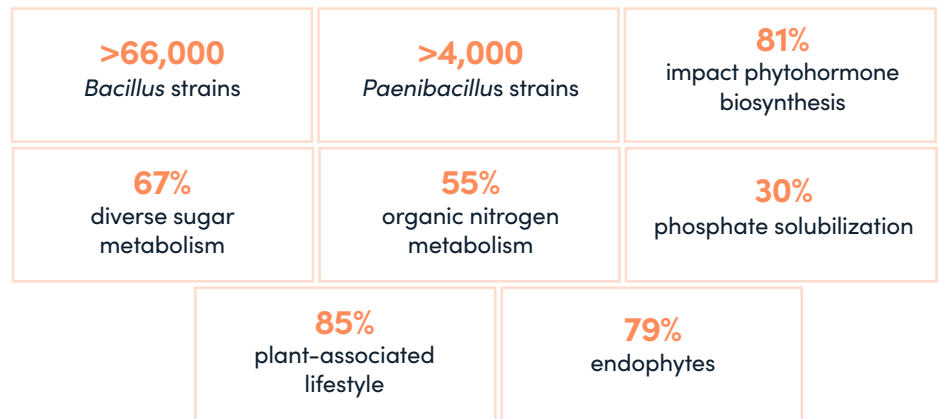 >66,000
Bacillus strains
>4,000
Paenibacillus strains
81%
impact phytohormone
biosynthesis
67%
diverse sugar
metabolism
55%
organic nitrogen
metabolism
30%
phosphate solubilization
85%
plant-associated
lifestyle
79%
endophytes